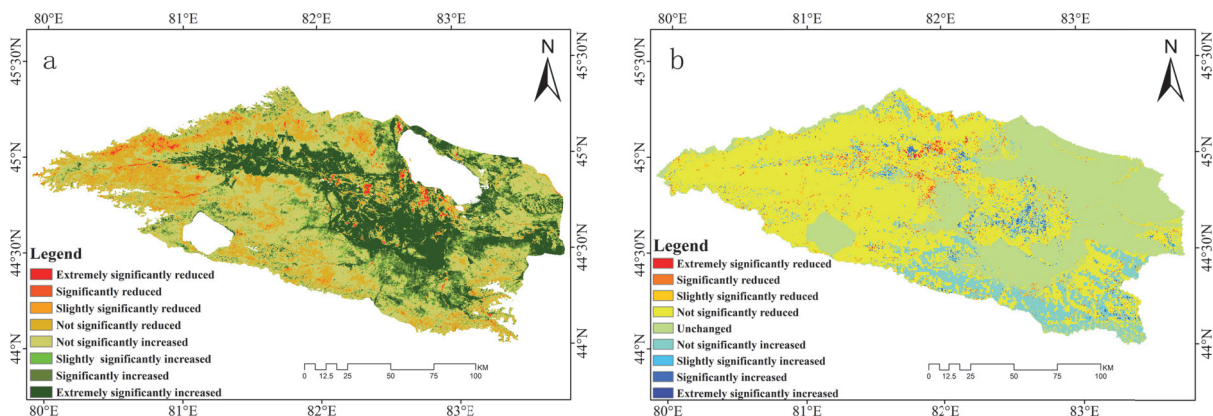 80°E 81°E 82°E 83°E
80°E 81°E 82°E 83°E
a
N
b
N
45°30'N 45°30'N 45°30'N 45°30'N
45°N 45°N 45°N 45°N
44°30'N 44°30'N 44°30'N 44°30'N
44°N 44°N 44°N 44°N
Legend
Extremely significantly reduced
Significantly reduced
Slightly significantly reduced
Not significantly reduced
Not significantly increased
Slightly significantly increased
Significantly increased
Extremely significantly increased
KM
0 12.5 25 50 75 100
80°E 81°E 82°E 83°E
Legend
Extremely significantly reduced
Significantly reduced
Slightly significantly reduced
Not significantly reduced
Unchanged
Not significantly increased
Slightly significantly increased
Significantly increased
Extremely significantly increased
KM
0 12.5 25 50 75 100
80°E 81°E 82°E 83°E